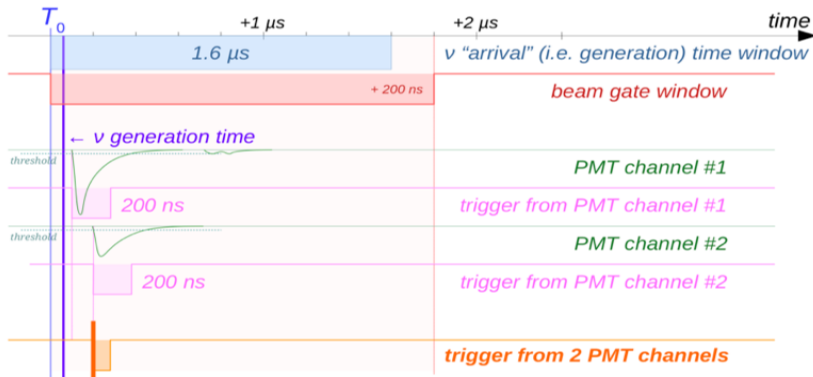 T0 +1 µs +2 µs time
1.6 µs ν “arrival” (i.e. generation) time window
+ 200 ns beam gate window
← ν generation time
threshold
PMT channel #1
200 ns trigger from PMT channel #1
threshold
PMT channel #2
200 ns trigger from PMT channel #2
trigger from 2 PMT channels